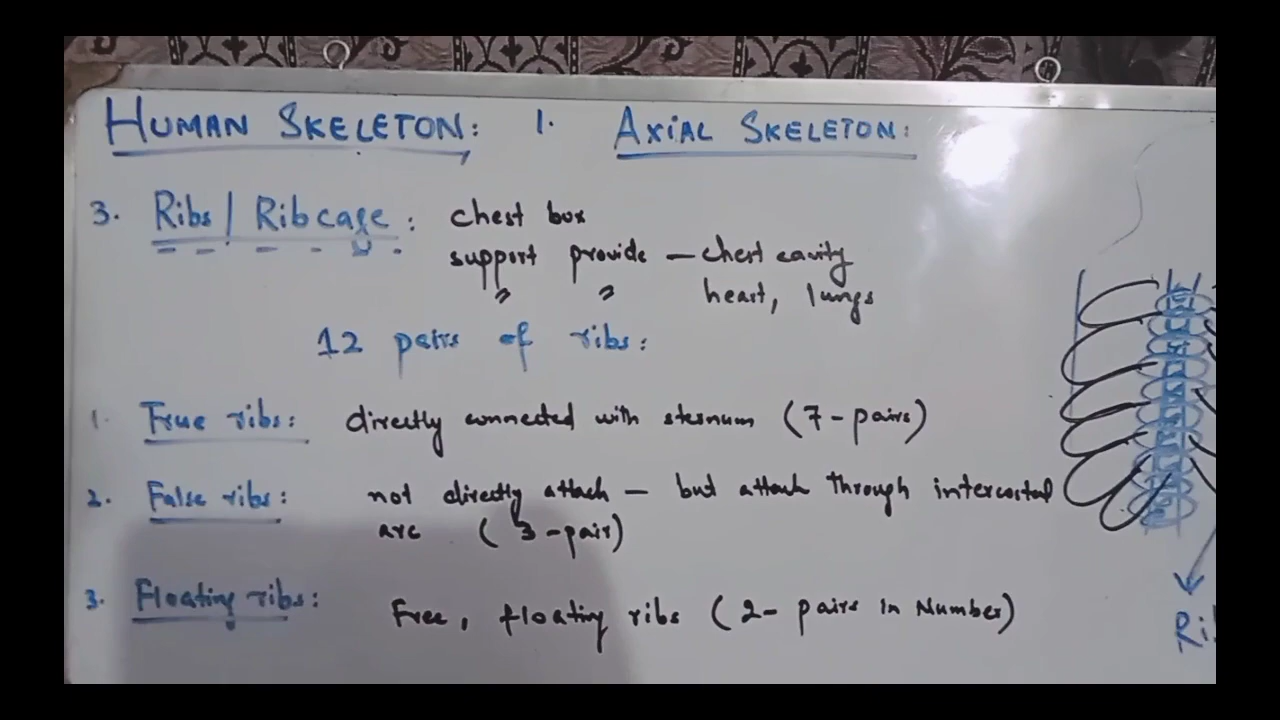 HUMAN SKELETON: 1. AXIAL SKELETON:
3. Ribs / Ribcage: chest box
support provide — chest cavity
" " heart, lungs
12 pairs of ribs:
1. True ribs: directly connected with sternum (7-pairs)
2. False ribs: not directly attach — but attach through intercostal
arc (3-pair)
3. Floating ribs: Free, floating ribs (2- pairs in Number)
Ri